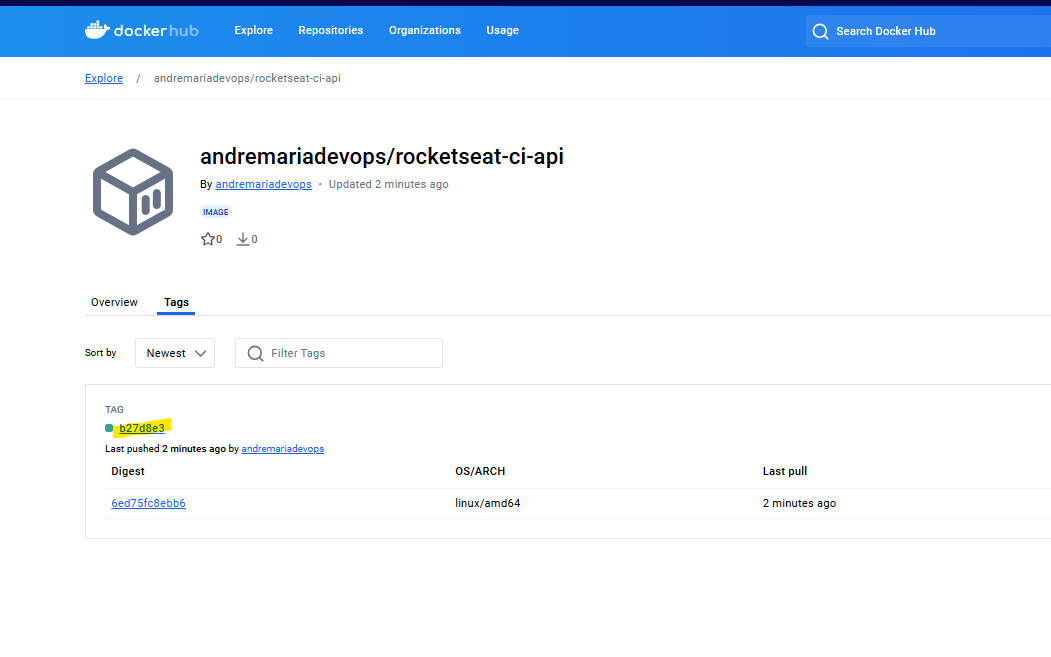 dockerhub Explore Repositories Organizations Usage Search Docker Hub
Explore / andremariadevops/rocketseat-ci-api
andremariadevops/rocketseat-ci-api
By andremariadevops • Updated 2 minutes ago
IMAGE
0 0
Overview Tags
Sort by Newest Filter Tags
TAG
b27d8e3
Last pushed 2 minutes ago by andremariadevops
Digest OS/ARCH Last pull
6ed75fc8ebb6 linux/amd64 2 minutes ago